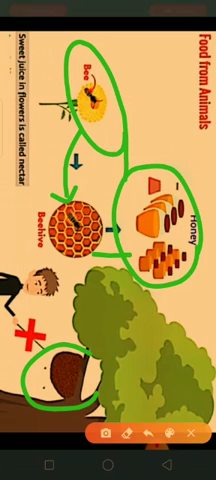 Food from Animals
Bee
Honey
Beehive
Sweet juice in flowers is called nectar